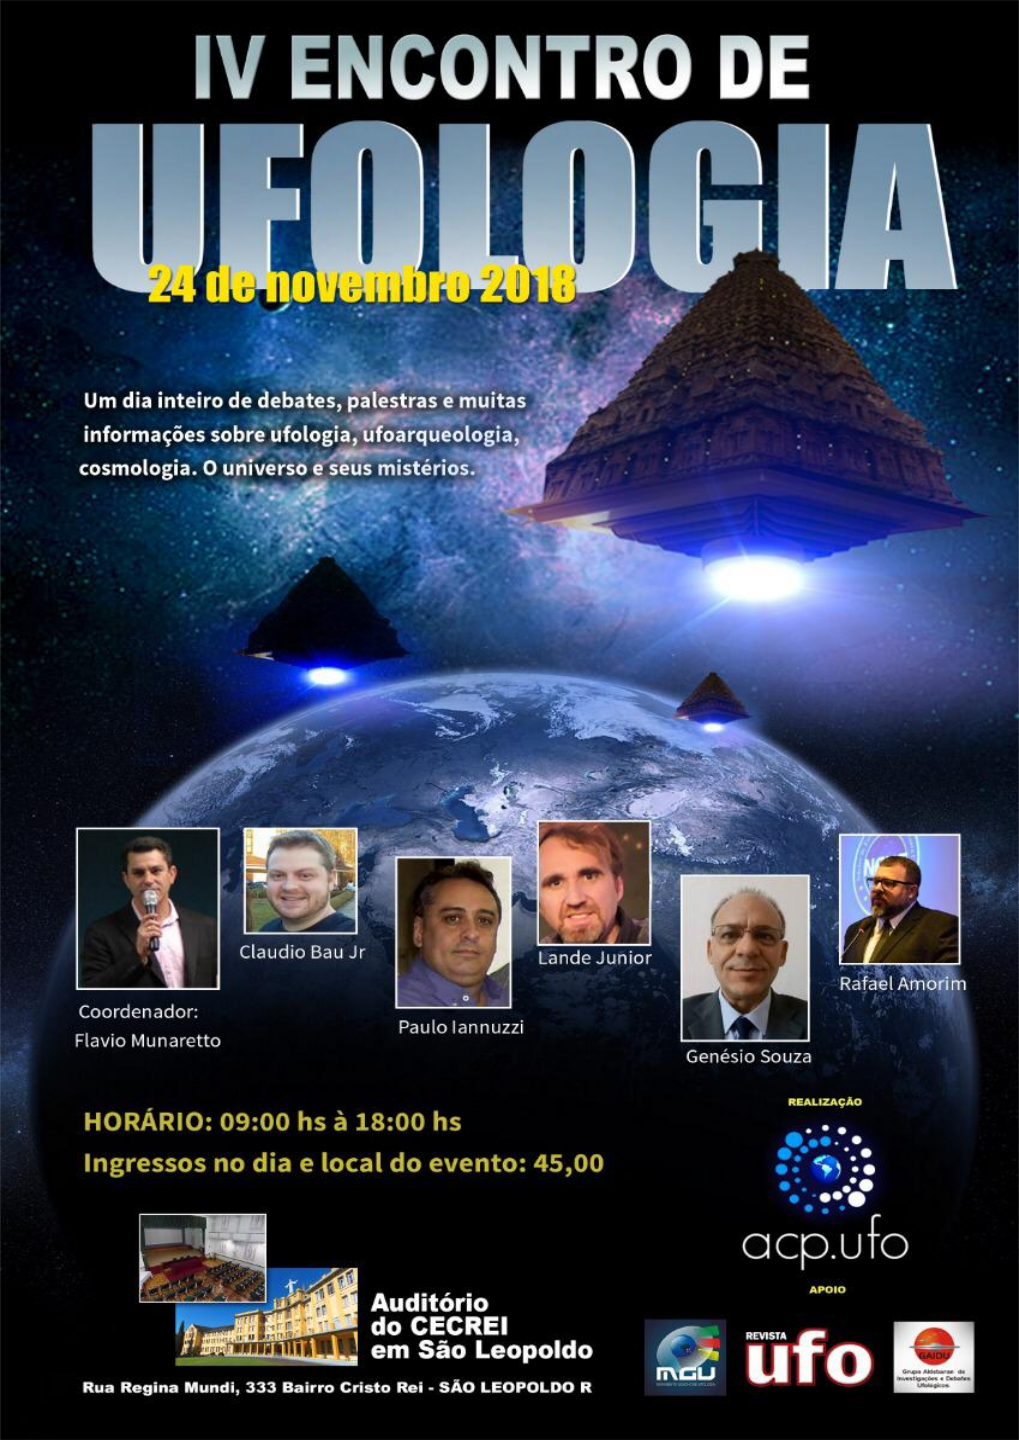 IV ENCONTRO DE
UFOLOGIA
24 de novembro 2018
Um dia inteiro de debates, palestras e muitas
informações sobre ufologia, ufoarqueologia,
cosmologia. O universo e seus mistérios.
Claudio Bau Jr
Lande Junior
Rafael Amorim
Coordenador:
Flavio Munaretto
Paulo Iannuzzi
Genésio Souza
HORÁRIO: 09:00 hs à 18:00 hs
Ingressos no dia e local do evento: 45,00
REALIZAÇÃO
acp.ufo
APOIO
Auditório
do CECREI
em São Leopoldo
Rua Regina Mundi, 333 Bairro Cristo Rei - SÃO LEOPOLDO R
MGU
REVISTA
ufo
GAIDU
Grupo Aldebaran de
Investigações e Debates
Ufológicos.